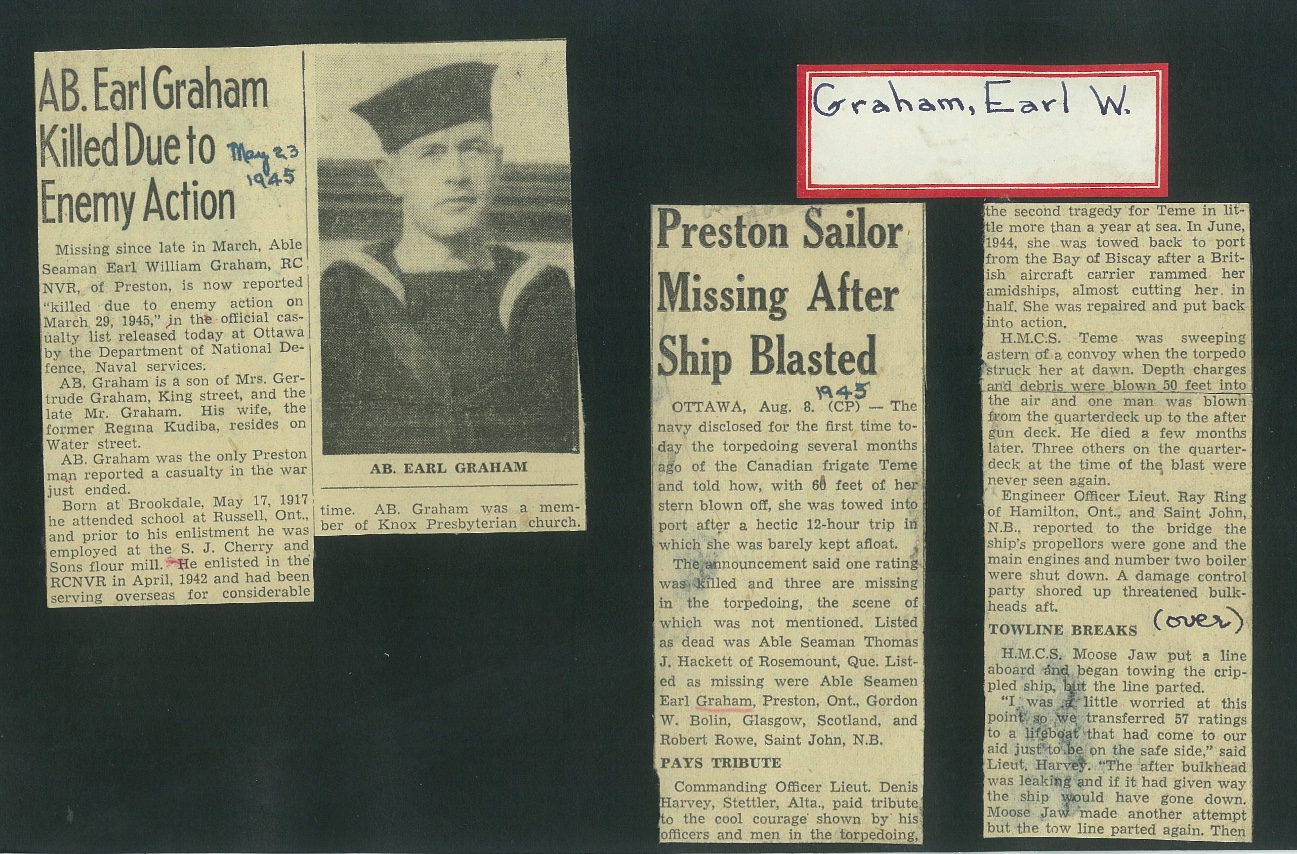 AB. Earl Graham
Killed Due to
Enemy Action
May 23
1945
Missing since late in March, Able
Seaman Earl William Graham, RC
NVR, of Preston, is now reported
"killed due to enemy action on
March 29, 1945," in the official cas-
ualty list released today at Ottawa
by the Department of National De-
fence, Naval services.
AB. Graham is a son of Mrs. Ger-
trude Graham, King street, and the
late Mr. Graham. His wife, the
former Regina Kudiba, resides on
Water street.
AB. Graham was the only Preston
man reported a casualty in the war
just ended.
Born at Brookdale, May 17, 1917
he attended school at Russell, Ont.,
and prior to his enlistment he was
employed at the S. J. Cherry and
Sons flour mill. He enlisted in the
RCNVR in April, 1942 and had been
serving overseas for considerable
AB. EARL GRAHAM
time. AB. Graham was a mem-
ber of Knox Presbyterian church.
Graham, Earl W.
Preston Sailor
Missing After
Ship Blasted
1945
OTTAWA, Aug. 8. (CP) — The
navy disclosed for the first time to-
day the torpedoing several months
ago of the Canadian frigate Teme
and told how, with 60 feet of her
stern blown off, she was towed into
port after a hectic 12-hour trip in
which she was barely kept afloat.
The announcement said one rating
was killed and three are missing
in the torpedoing, the scene of
which was not mentioned. Listed
as dead was Able Seaman Thomas
J. Hackett of Rosemount, Que. List-
ed as missing were Able Seamen
Earl Graham, Preston, Ont., Gordon
W. Bolin, Glasgow, Scotland, and
Robert Rowe, Saint John, N.B.
PAYS TRIBUTE
Commanding Officer Lieut. Denis
Harvey, Stettler, Alta., paid tribute
to the cool courage shown by his
officers and men in the torpedoing,
the second tragedy for Teme in lit-
tle more than a year at sea. In June,
1944, she was towed back to port
from the Bay of Biscay after a Brit-
ish aircraft carrier rammed her
amidships, almost cutting her in
half. She was repaired and put back
into action.
H.M.C.S. Teme was sweeping
astern of a convoy when the torpedo
struck her at dawn. Depth charges
and debris were blown 50 feet into
the air and one man was blown
from the quarterdeck up to the after
gun deck. He died a few months
later. Three others on the quarter-
deck at the time of the blast were
never seen again.
Engineer Officer Lieut. Ray Ring
of Hamilton, Ont., and Saint John,
N.B., reported to the bridge the
ship's propellors were gone and the
main engines and number two boiler
were shut down. A damage control
party shored up threatened bulk-
heads aft.
(over)
TOWLINE BREAKS
H.M.C.S. Moose Jaw put a line
aboard and began towing the crip-
pled ship, but the line parted.
"I was a little worried at this
point so we transferred 57 ratings
to a lifeboat that had come to our
aid just to be on the safe side," said
Lieut. Harvey. "The after bulkhead
was leaking and if it had given way
the ship would have gone down.
Moose Jaw made another attempt
but the tow line parted again. Then